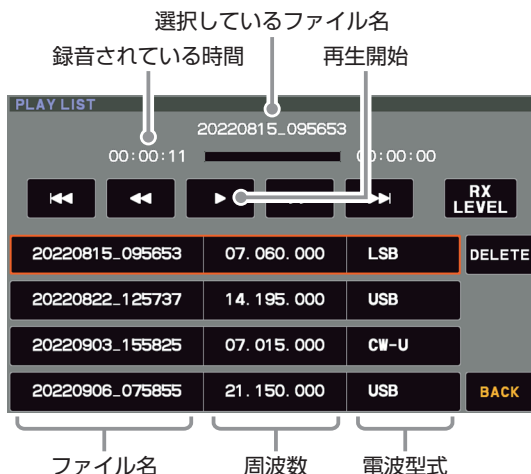 選択しているファイル名
録音されている時間 再生開始
PLAY LIST
20220815_095653
00:00:11 :00:00
RX LEVEL
20220815_095653 07.060.000 LSB DELETE
20220822_125737 14.195.000 USB
20220903_155825 07.015.000 CW-U
20220906_075855 21.150.000 USB BACK
ファイル名 周波数 電波型式